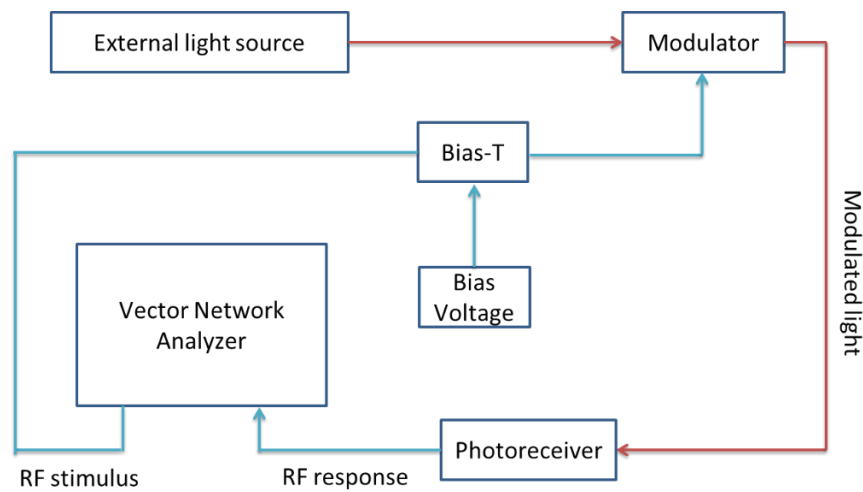 External light source
Modulator
Bias-T
Modulated light
Vector Network
Analyzer
Bias
Voltage
Photoreceiver
RF stimulus
RF response